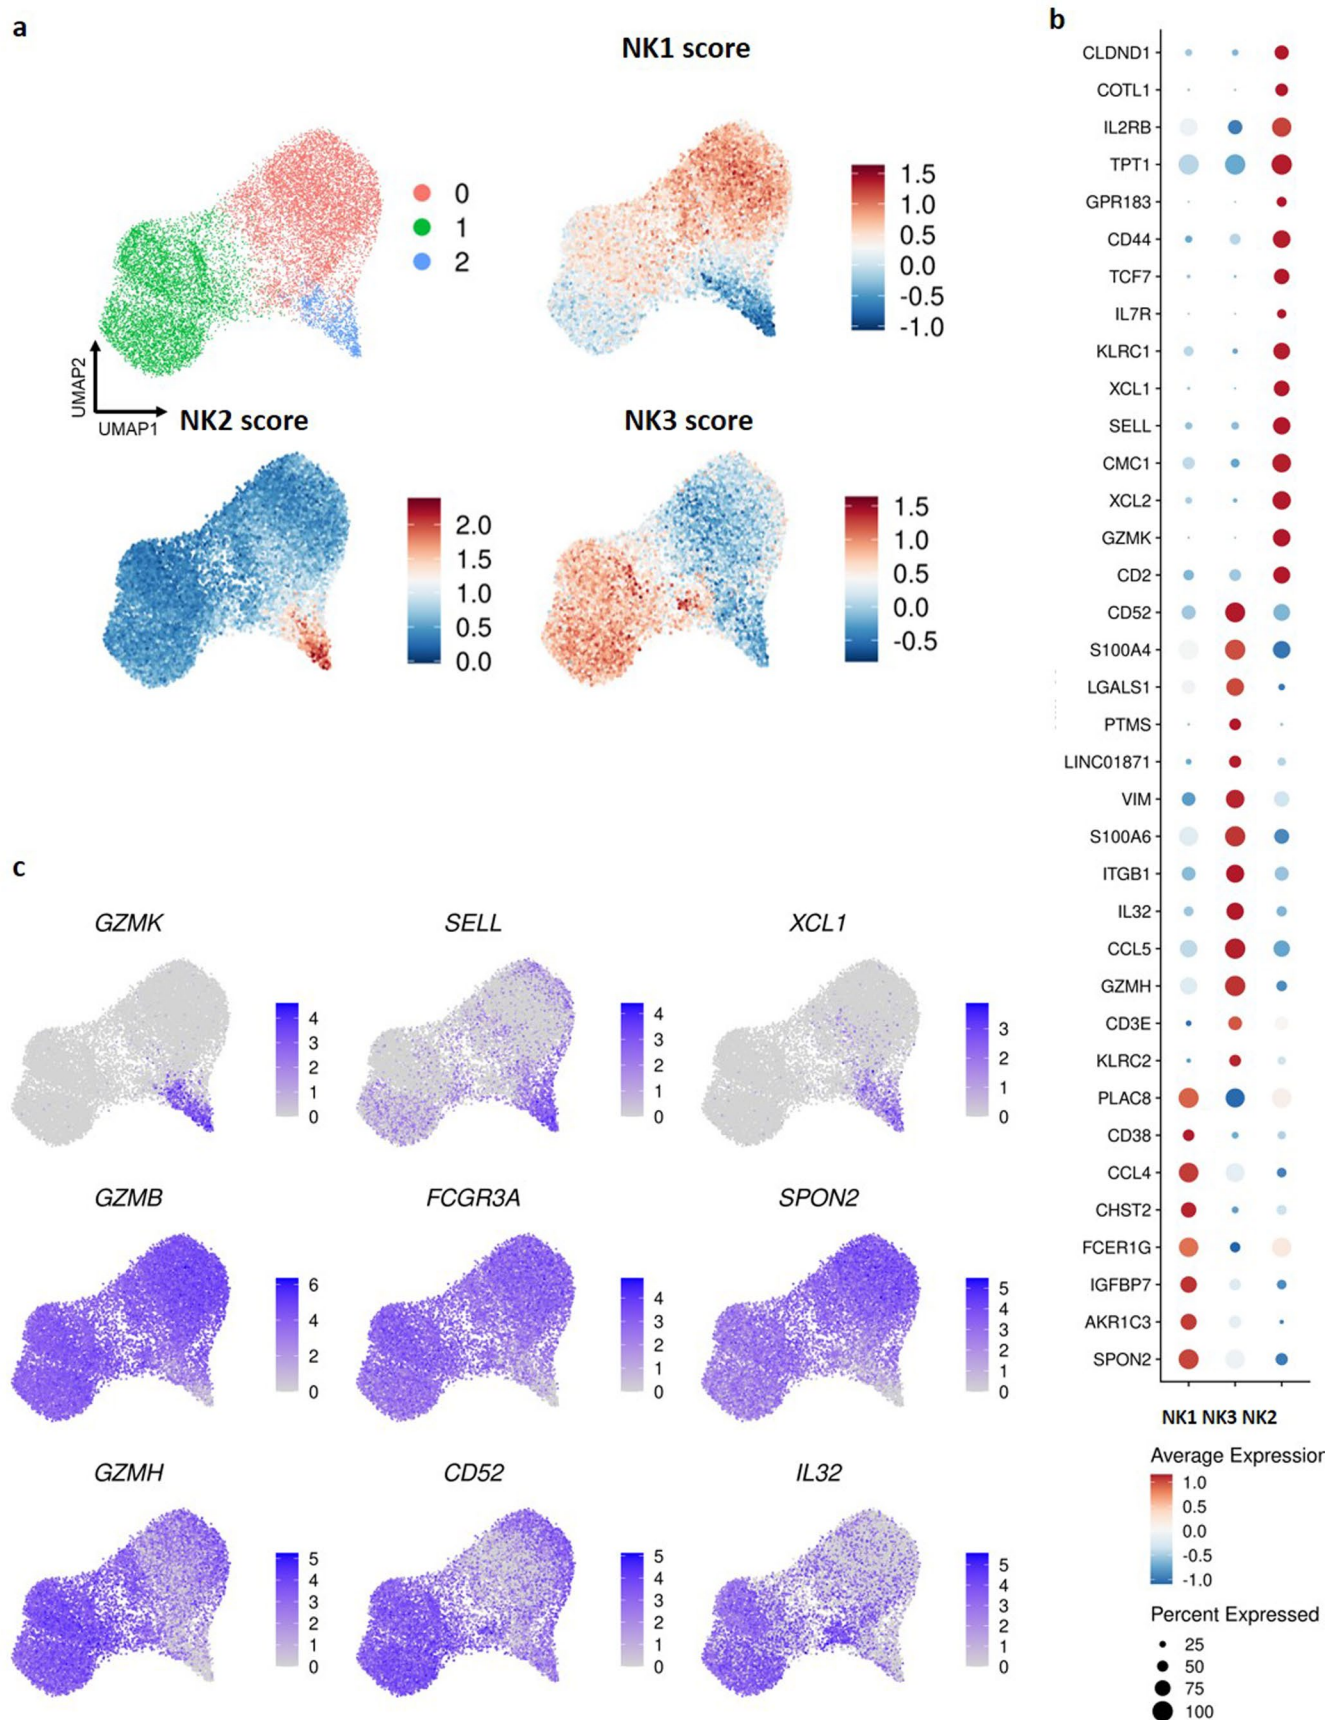 a
NK1 score
0
1
2
1.5
1.0
0.5
0.0
-0.5
-1.0
UMAP2
UMAP1
NK2 score
NK3 score
2.0
1.5
1.0
0.5
0.0
1.5
1.0
0.5
0.0
-0.5
b
CLDND1
COTL1
IL2RB
TPT1
GPR183
CD44
TCF7
IL7R
KLRC1
XCL1
SELL
CMC1
XCL2
GZMK
CD2
CD52
S100A4
LGALS1
PTMS
LINC01871
VIM
S100A6
ITGB1
IL32
CCL5
GZMH
CD3E
KLRC2
PLAC8
CD38
CCL4
CHST2
FCER1G
IGFBP7
AKR1C3
SPON2
NK1 NK3 NK2
Average Expression
1.0
0.5
0.0
-0.5
-1.0
Percent Expressed
25
50
75
100
c
GZMK
4
3
2
1
0
SELL
4
3
2
1
0
XCL1
3
2
1
0
GZMB
6
4
2
0
FCGR3A
4
3
2
1
0
SPON2
5
4
3
2
1
0
GZMH
5
4
3
2
1
0
CD52
5
4
3
2
1
0
IL32
5
4
3
2
1
0